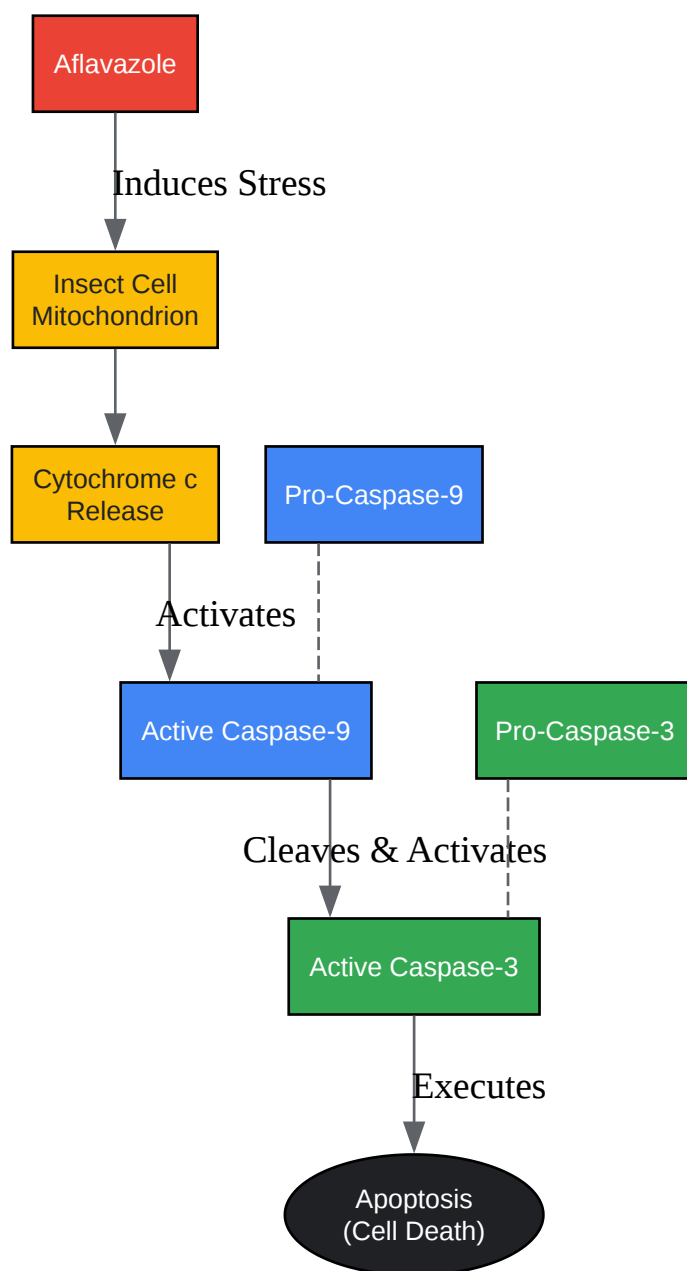 Aflavazole
Induces Stress
Insect Cell
Mitochondrion
Cytochrome c
Release
Pro-Caspase-9
Activates
Active Caspase-9
Pro-Caspase-3
Cleaves & Activates
Active Caspase-3
Executes
Apoptosis
(Cell Death)